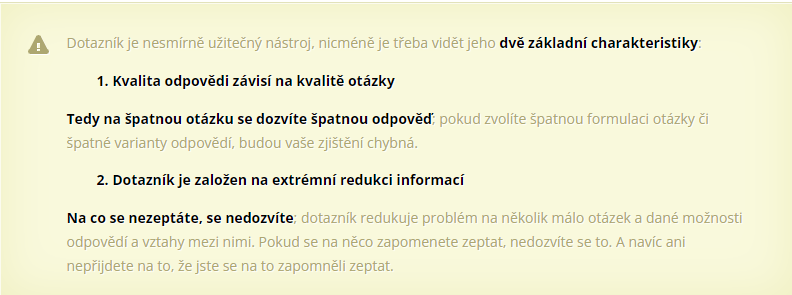 Dotazník je nesmírně užitečný nástroj, nicméně je třeba vidět jeho dvě základní charakteristiky:
1. Kvalita odpovědi závisí na kvalitě otázky
Tedy na špatnou otázku se dozvíte špatnou odpověď; pokud zvolíte špatnou formulaci otázky či
špatné varianty odpovědí, budou vaše zjištění chybná.
2. Dotazník je založen na extrémní redukci informací
Na co se nezeptáte, se nedozvíte; dotazník redukuje problém na několik málo otázek a dané možnosti
odpovědí a vztahy mezi nimi. Pokud se na něco zapomenete zeptat, nedozvíte se to. A navíc ani
nepřijdete na to, že jste se na to zapomněli zeptat.